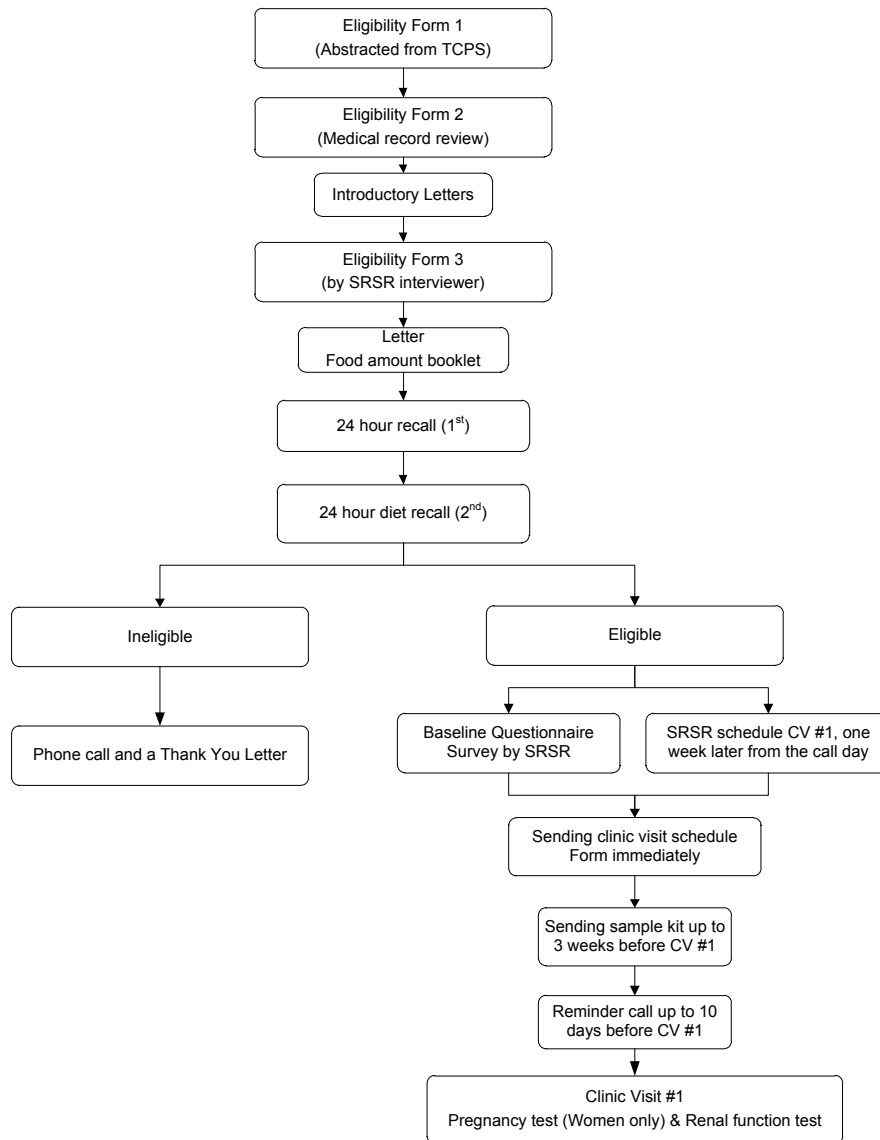 Eligibility Form 1
(Abstracted from TCPS)
Eligibility Form 2
(Medical record review)
Introductory Letters
Eligibility Form 3
(by SRSR interviewer)
Letter
Food amount booklet
24 hour recall (1st)
24 hour diet recall (2nd)
Ineligible
Eligible
Phone call and a Thank You Letter
Baseline Questionnaire
Survey by SRSR
SRSR schedule CV #1, one
week later from the call day
Sending clinic visit schedule
Form immediately
Sending sample kit up to
3 weeks before CV #1
Reminder call up to 10
days before CV #1
Clinic Visit #1
Pregnancy test (Women only) & Renal function test